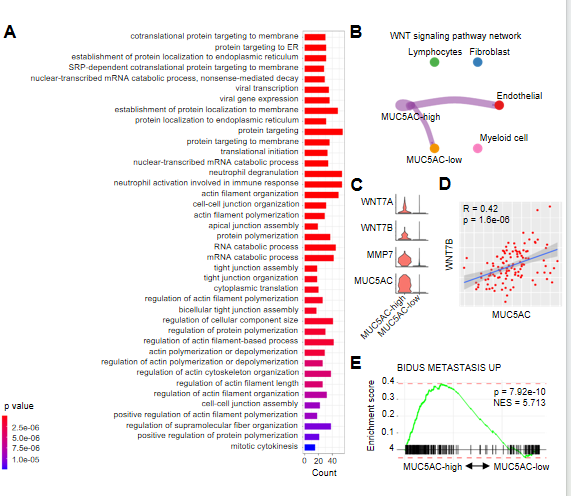 A
cotranslational protein targeting to membrane
protein targeting to ER
establishment of protein localization to endoplasmic reticulum
SRP-dependent cotranslational protein targeting to membrane
nuclear-transcribed mRNA catabolic process, nonsense-mediated decay
viral transcription
viral gene expression
establishment of protein localization to membrane
protein localization to endoplasmic reticulum
protein targeting
protein targeting to membrane
translational initiation
nuclear-transcribed mRNA catabolic process
neutrophil degranulation
neutrophil activation involved in immune response
actin filament organization
cell-cell junction organization
actin filament polymerization
apical junction assembly
protein polymerization
RNA catabolic process
mRNA catabolic process
tight junction assembly
tight junction organization
cytoplasmic translation
regulation of actin filament polymerization
bicellular tight junction assembly
regulation of cellular component size
regulation of protein polymerization
regulation of actin filament-based process
actin polymerization or depolymerization
regulation of actin polymerization or depolymerization
regulation of actin cytoskeleton organization
regulation of actin filament length
regulation of actin filament organization
cell-cell junction assembly
positive regulation of actin filament polymerization
regulation of supramolecular fiber organization
positive regulation of protein polymerization
mitotic cytokinesis
0 20 40
Count
p value
2.5e-06
5.0e-06
7.5e-06
1.0e-05
B
WNT signaling pathway network
Lymphocytes Fibroblast
Endothelial
MUC5AC-high
Myeloid cell
MUC5AC-low
C
WNT7A
WNT7B
MMP7
MUC5AC
MUC5AC-high
MUC5AC-low
D
R = 0.42
p = 1.6e-06
WNT7B
MUC5AC
E
BIDUS METASTASIS UP
p = 7.92e-10
NES = 5.713
Enrichment score
0.4
0.3
0.2
0.1
4
MUC5AC-high MUC5AC-low